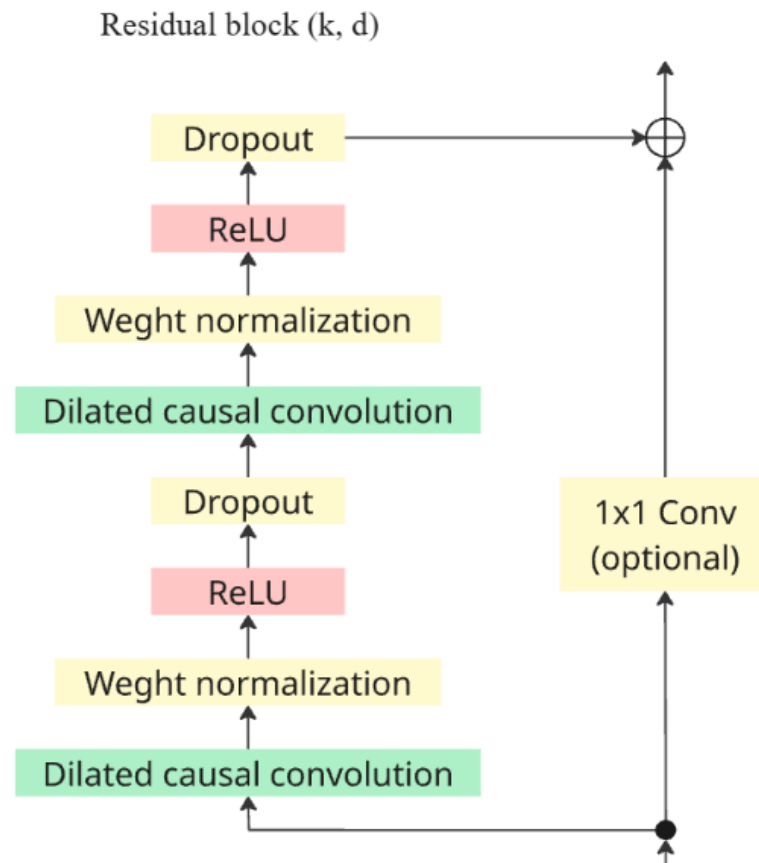 Residual block (k, d)
Dropout
ReLU
Weght normalization
Dilated causal convolution
Dropout
ReLU
Weght normalization
Dilated causal convolution
1x1 Conv
(optional)